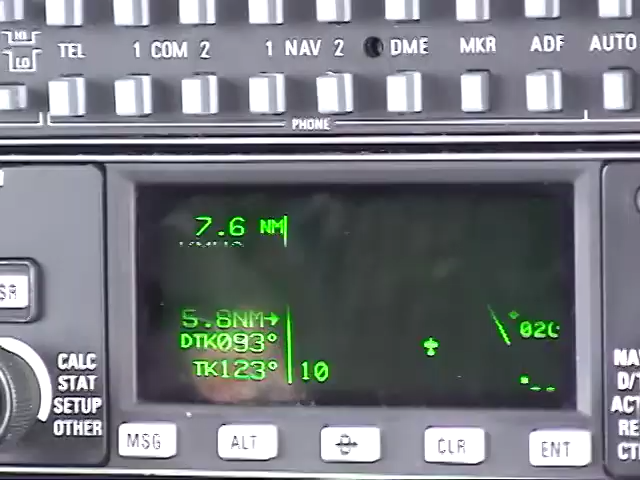 HI
LO
TEL 1 COM 2 1 NAV 2 DME MKR ADF AUTO
PHONE
7.6 NM
5.8NM→
DTK093°
TK123° 10
CALC
STAT
SETUP
OTHER
MSG ALT CLR ENT